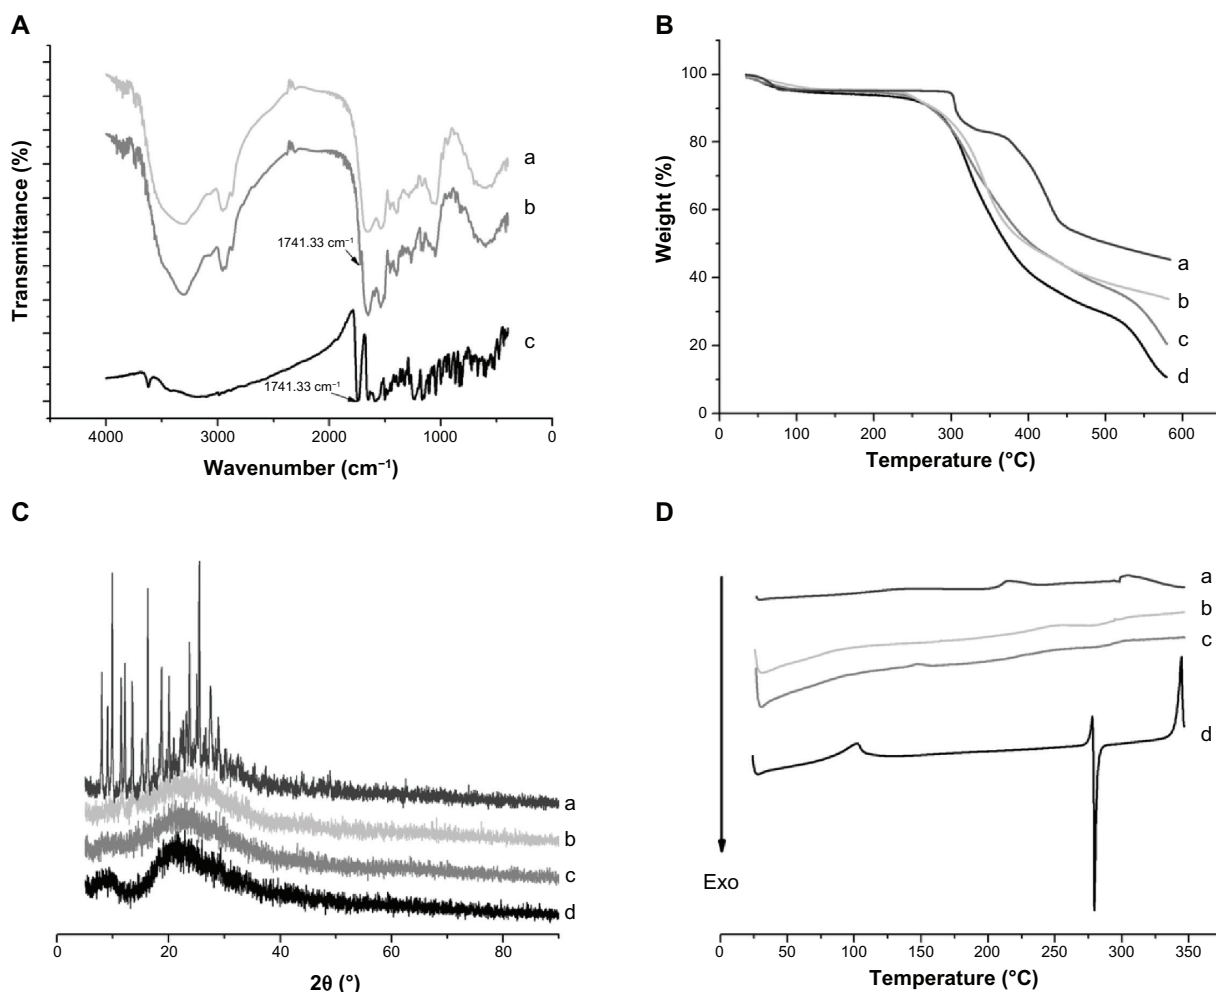 A
Transmittance (%)
a
b
c
1741.33 cm⁻¹
1741.33 cm⁻¹
4000 3000 2000 1000 0
Wavenumber (cm⁻¹)
B
Weight (%)
100
80
60
40
20
0
a
b
c
d
0 100 200 300 400 500 600
Temperature (°C)
C
a
b
c
d
0 20 40 60 80
2θ (°)
D
a
b
c
d
Exo
0 50 100 150 200 250 300 350
Temperature (°C)